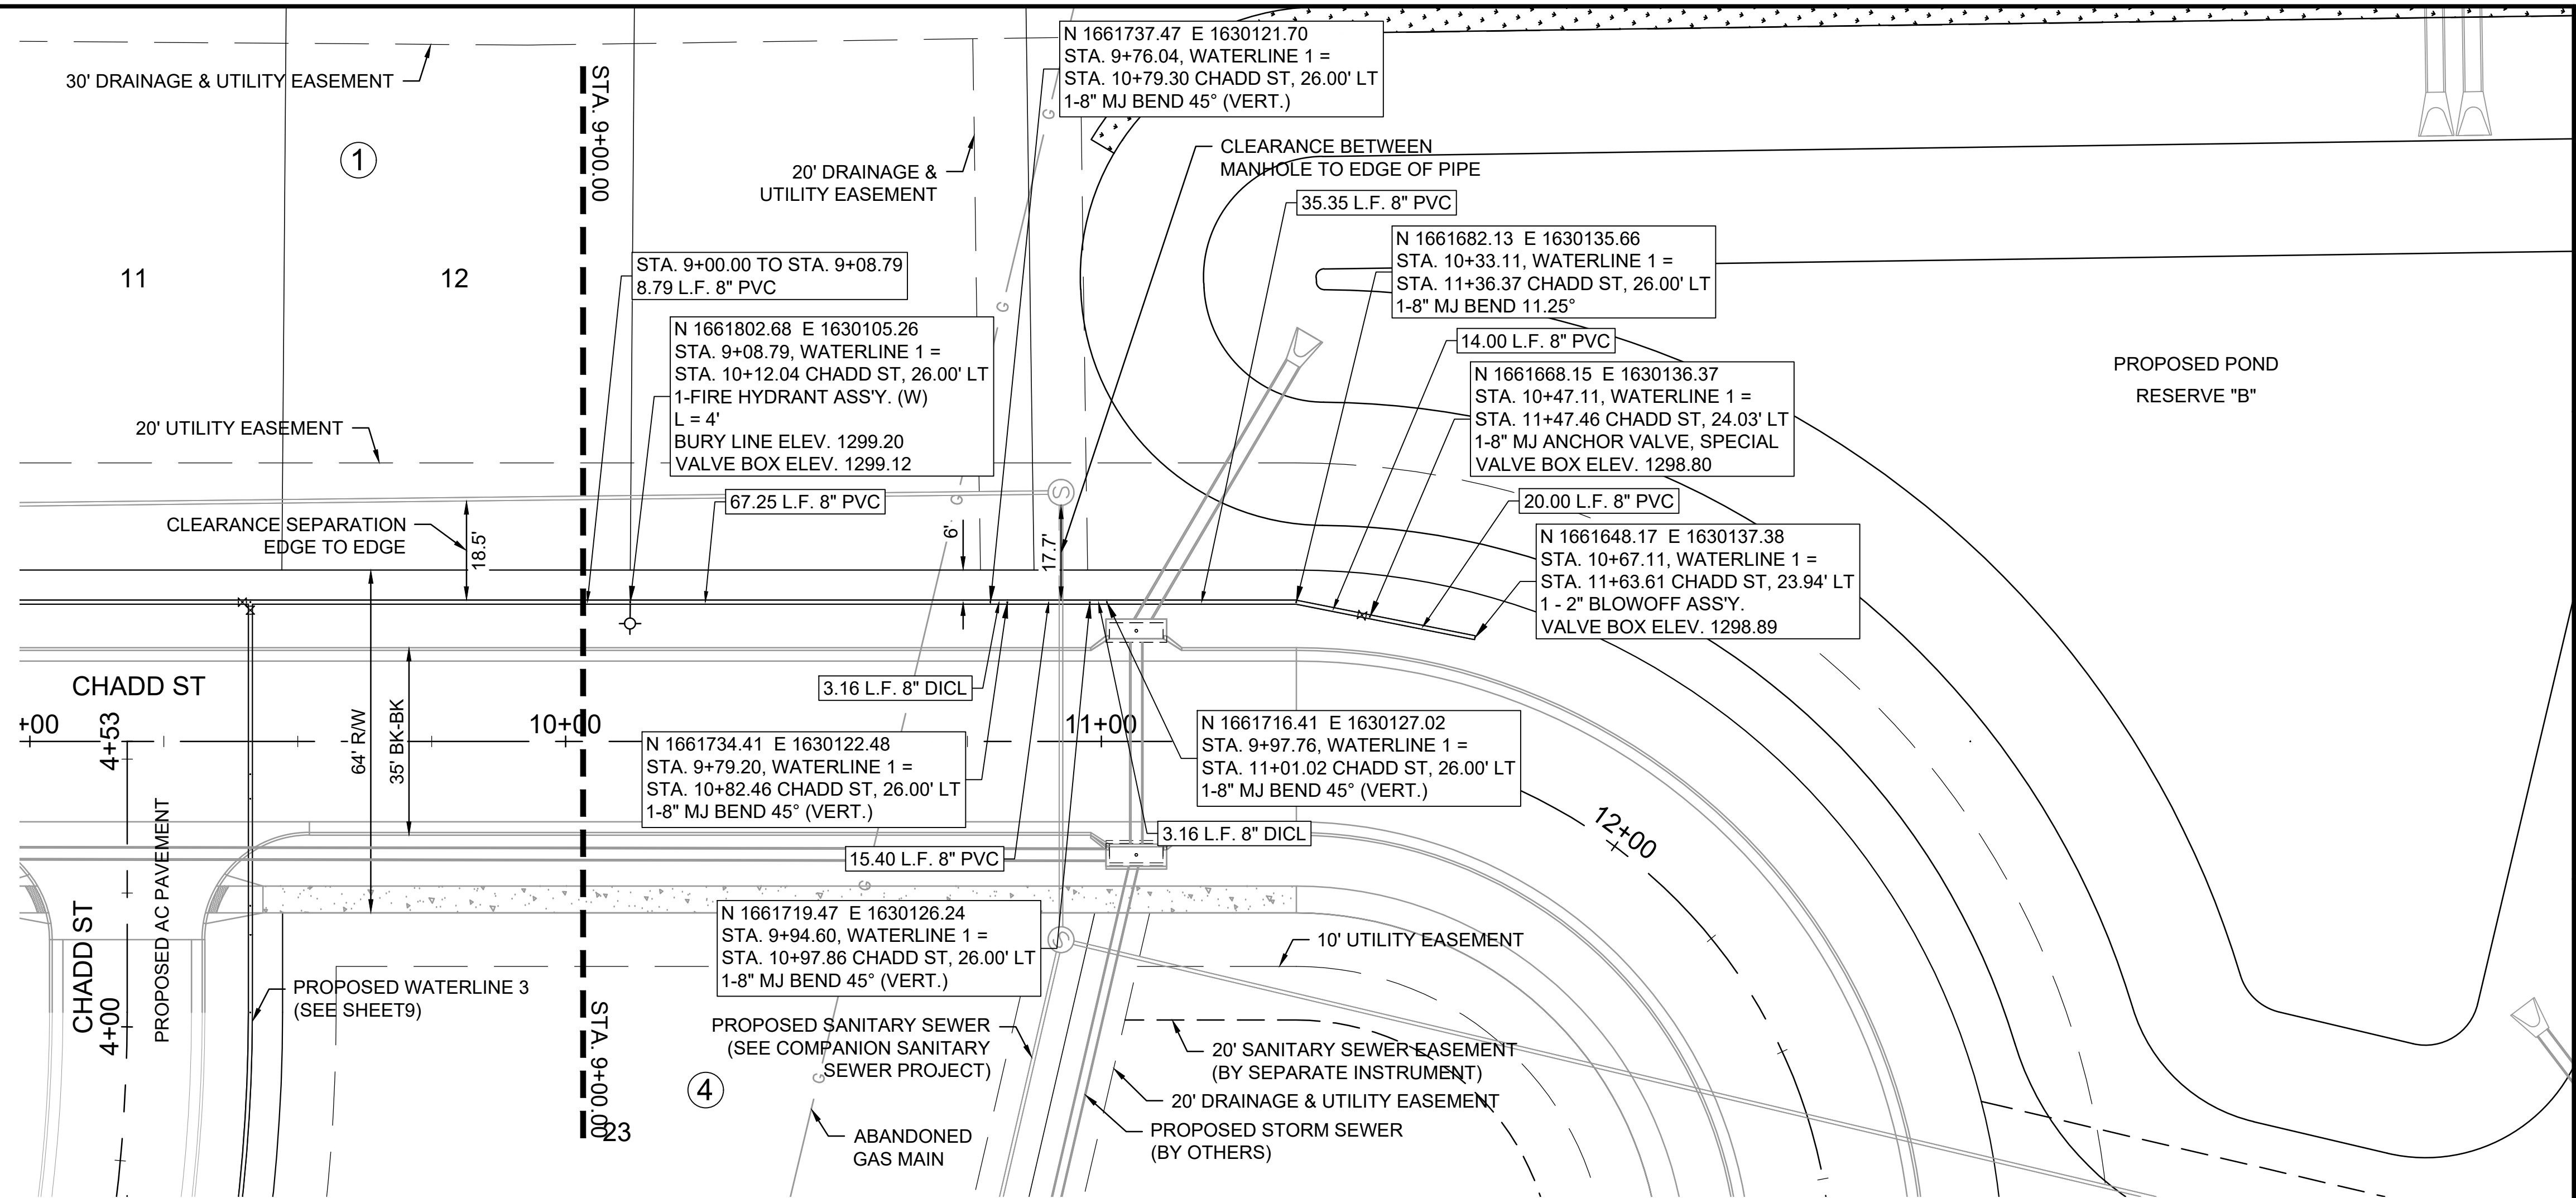 N 1661737.47  E 1630121.70
STA. 9+76.04, WATERLINE 1 =
STA. 10+79.30 CHADD ST, 26.00' LT
1-8" MJ BEND 45° (VERT.)
30' DRAINAGE & UTILITY EASEMENT
STA. 9+00.00
1
20' DRAINAGE &
UTILITY EASEMENT
G
CLEARANCE BETWEEN
MANHOLE TO EDGE OF PIPE
35.35 L.F. 8" PVC
N 1661682.13  E 1630135.66
STA. 10+33.11, WATERLINE 1 =
STA. 11+36.37 CHADD ST, 26.00' LT
1-8" MJ BEND 11.25°
11
12
STA. 9+00.00 TO STA. 9+08.79
8.79 L.F. 8" PVC
G
N 1661802.68  E 1630105.26
STA. 9+08.79, WATERLINE 1 =
STA. 10+12.04 CHADD ST, 26.00' LT
1-FIRE HYDRANT ASS'Y. (W)
L = 4'
BURY LINE ELEV. 1299.20
VALVE BOX ELEV. 1299.12
14.00 L.F. 8" PVC
N 1661668.15  E 1630136.37
STA. 10+47.11, WATERLINE 1 =
STA. 11+47.46 CHADD ST, 24.03' LT
1-8" MJ ANCHOR VALVE, SPECIAL
VALVE BOX ELEV. 1298.80
PROPOSED POND
RESERVE "B"
20' UTILITY EASEMENT
67.25 L.F. 8" PVC
G
S
20.00 L.F. 8" PVC
CLEARANCE SEPARATION
EDGE TO EDGE
18.5'
6'
17.7'
N 1661648.17  E 1630137.38
STA. 10+67.11, WATERLINE 1 =
STA. 11+63.61 CHADD ST, 23.94' LT
1 - 2" BLOWOFF ASS'Y.
VALVE BOX ELEV. 1298.89
CHADD ST
3.16 L.F. 8" DICL
+00
4+53
64' R/W
35' BK-BK
10+00
11+00
N 1661734.41  E 1630122.48
STA. 9+79.20, WATERLINE 1 =
STA. 10+82.46 CHADD ST, 26.00' LT
1-8" MJ BEND 45° (VERT.)
N 1661716.41  E 1630127.02
STA. 9+97.76, WATERLINE 1 =
STA. 11+01.02 CHADD ST, 26.00' LT
1-8" MJ BEND 45° (VERT.)
12+00
3.16 L.F. 8" DICL
15.40 L.F. 8" PVC
G
PROPOSED AC PAVEMENT
CHADD ST
4+00
N 1661719.47  E 1630126.24
STA. 9+94.60, WATERLINE 1 =
STA. 10+97.86 CHADD ST, 26.00' LT
1-8" MJ BEND 45° (VERT.)
S
10' UTILITY EASEMENT
PROPOSED WATERLINE 3
(SEE SHEET9)
STA. 9+00.00
PROPOSED SANITARY SEWER
(SEE COMPANION SANITARY
SEWER PROJECT)
G
4
20' SANITARY SEWER EASEMENT
(BY SEPARATE INSTRUMENT)
20' DRAINAGE & UTILITY EASEMENT
PROPOSED STORM SEWER
(BY OTHERS)
23
ABANDONED
GAS MAIN